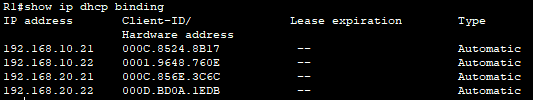 R1#show ip dhcp binding
IP address Client-ID/ Lease expiration Type
Hardware address
192.168.10.21 000C.8524.8B17 -- Automatic
192.168.10.22 0001.9648.760E -- Automatic
192.168.20.21 000C.856E.3C6C -- Automatic
192.168.20.22 000D.BD0A.1EDB -- Automatic